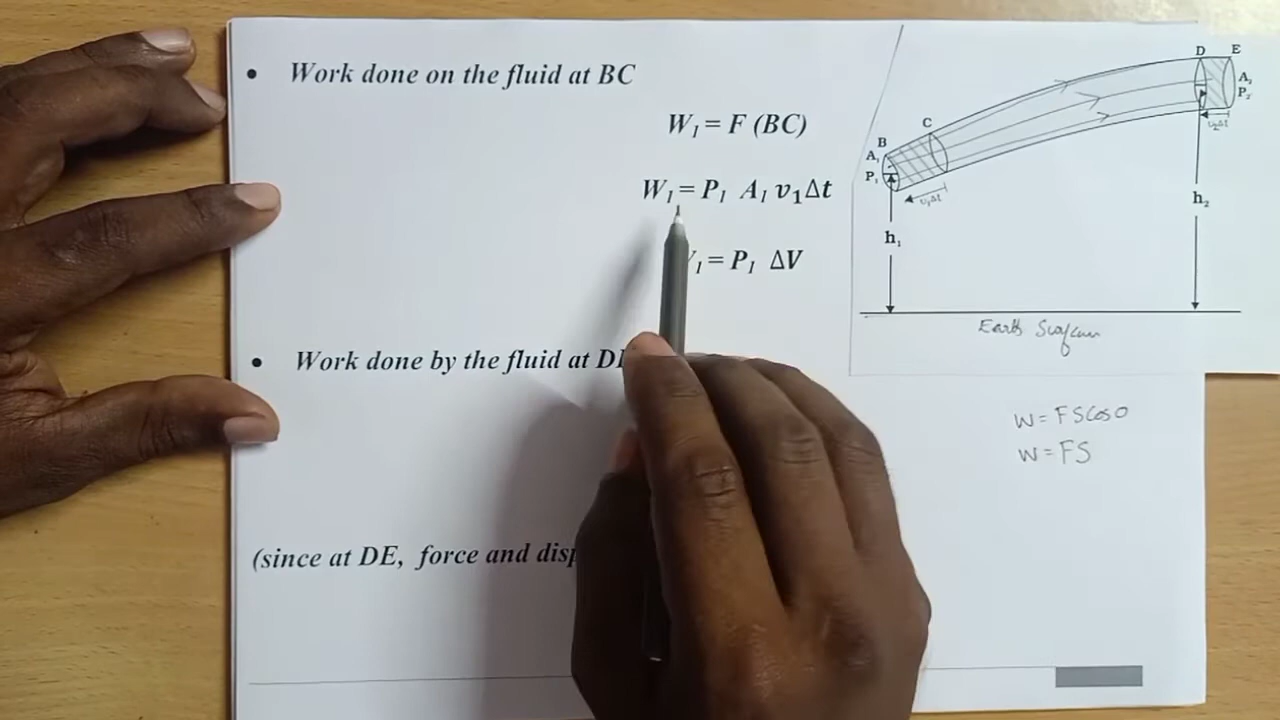 • Work done on the fluid at BC
W₁ = F (BC)
W₁ = P₁ A₁ v₁Δt
₁ = P₁ ΔV
• Work done by the fluid at
(since at DE, force and
B
C
D
E
A₁
P₁
A₂
P₂
v₁Δt
v₂Δt
h₁
h₂
Earth Surface
W = FS Cos θ
W = FS